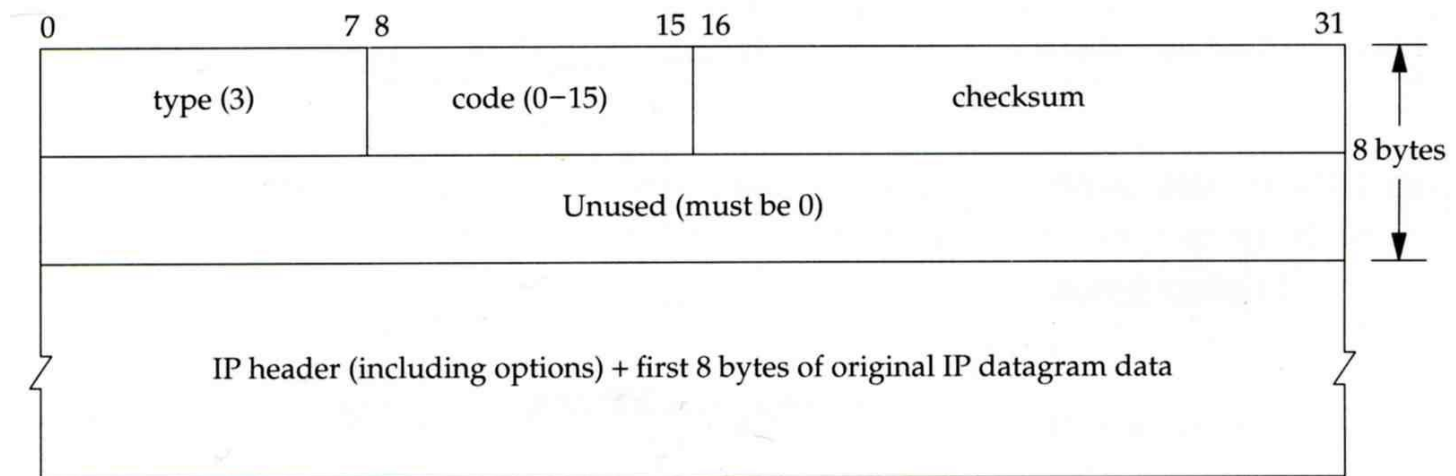 0 7 8 15 16 31
type (3) code (0−15) checksum
8 bytes
Unused (must be 0)
IP header (including options) + first 8 bytes of original IP datagram data